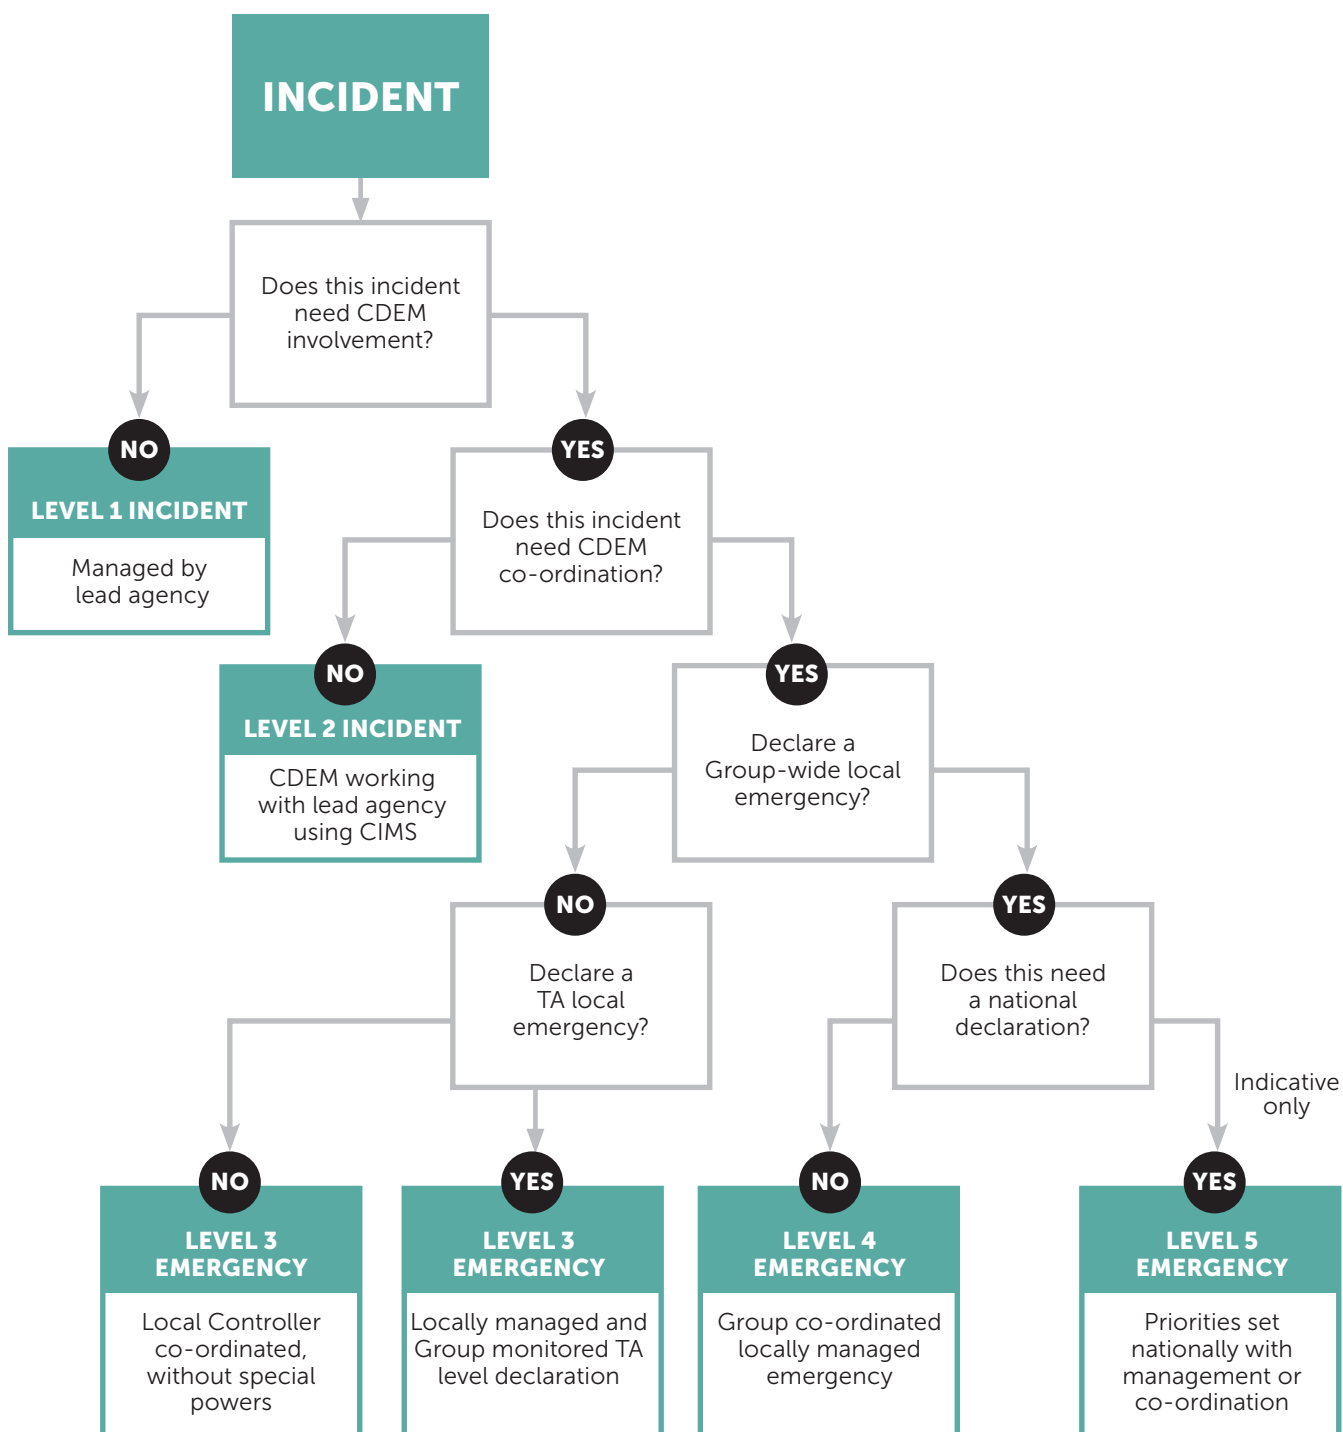 INCIDENT
Does this incident
need CDEM
involvement?
NO
YES
LEVEL 1 INCIDENT
Managed by
lead agency
Does this incident
need CDEM
co-ordination?
NO
YES
LEVEL 2 INCIDENT
CDEM working
with lead agency
using CIMS
Declare a
Group-wide local
emergency?
NO
YES
Declare a
TA local
emergency?
Does this need
a national
declaration?
Indicative
only
NO
YES
NO
YES
LEVEL 3
EMERGENCY
Local Controller
co-ordinated,
without special
powers
LEVEL 3
EMERGENCY
Locally managed and
Group monitored TA
level declaration
LEVEL 4
EMERGENCY
Group co-ordinated
locally managed
emergency
LEVEL 5
EMERGENCY
Priorities set
nationally with
management or
co-ordination